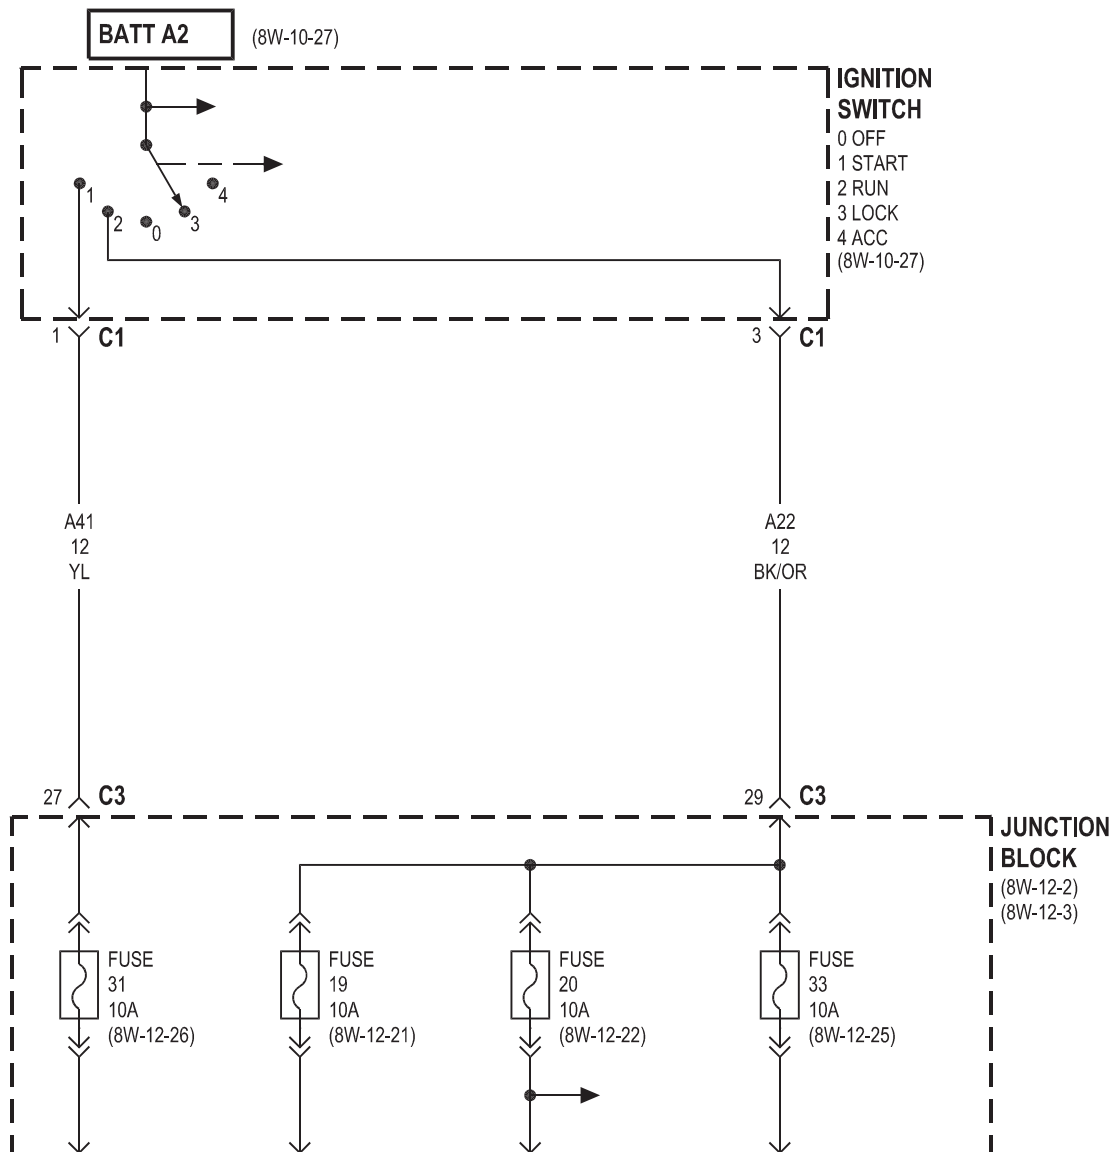 BATT A2 (8W-10-27)
IGNITION
SWITCH
0 OFF
1 START
2 RUN
3 LOCK
4 ACC
(8W-10-27)
1
2
0
3
4
1 C1
3 C1
A41
12
YL
A22
12
BK/OR
27 C3
29 C3
JUNCTION
BLOCK
(8W-12-2)
(8W-12-3)
FUSE
31
10A
(8W-12-26)
FUSE
19
10A
(8W-12-21)
FUSE
20
10A
(8W-12-22)
FUSE
33
10A
(8W-12-25)